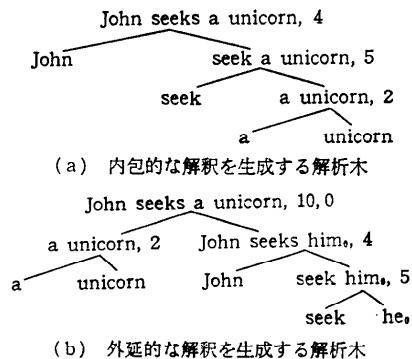 John seeks a unicorn, 4
John seek a unicorn, 5
seek a unicorn, 2
a unicorn
(a) 内包的な解釈を生成する解析木
John seeks a unicorn, 10,0
a unicorn, 2 John seeks him₀, 4
a unicorn John seek him₀, 5
seek he₀
(b) 外延的な解釈を生成する解析木